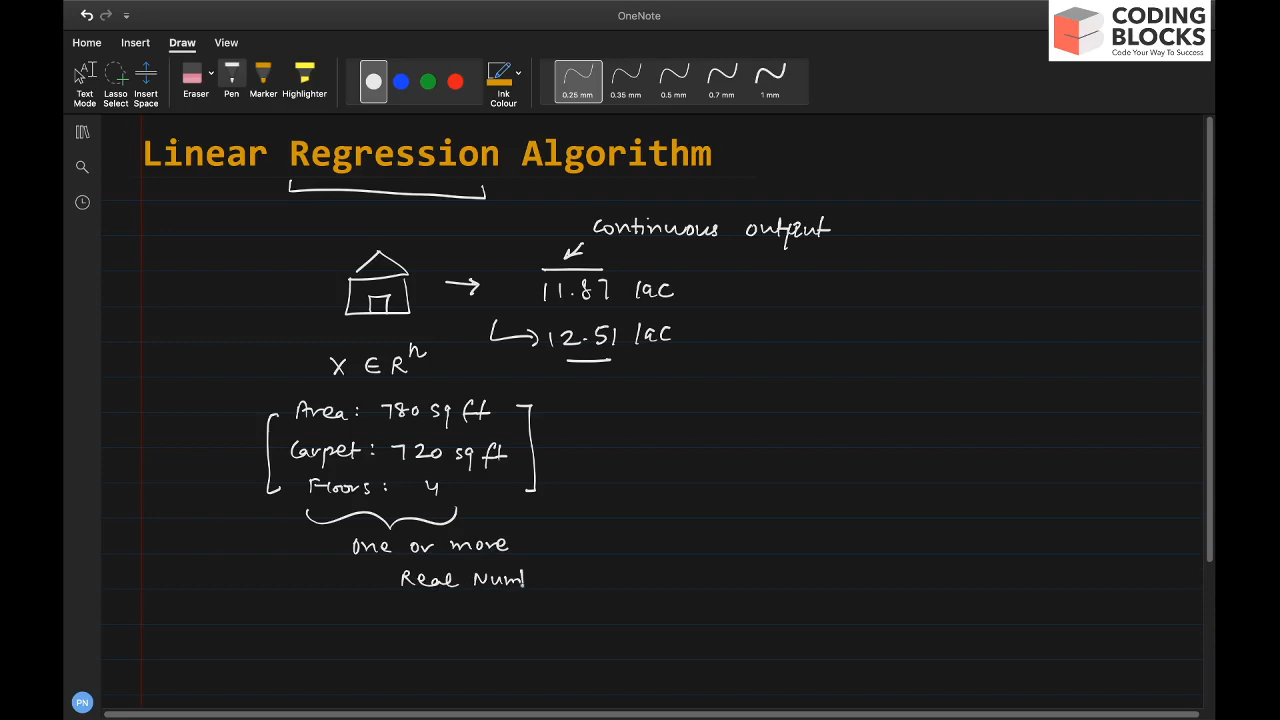 OneNote
CODING
BLOCKS
Code Your Way To Success
Home Insert Draw View
Text Mode
Lasso Select
Insert Space
Eraser
Pen
Marker
Highlighter
Ink Colour
0.25 mm
0.35 mm
0.5 mm
0.7 mm
1 mm
Linear Regression Algorithm
continuous output
11.87 lac
12.51 lac
X ∈ Rⁿ
Area: 780 sq ft
Carpet: 720 sq ft
Floors: 4
One or more
Real Num
PN